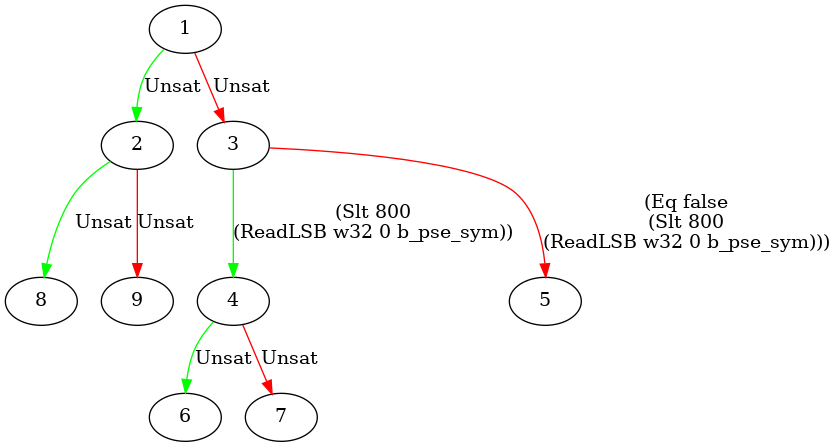 1
Unsat
Unsat
2
3
Unsat
Unsat
(Slt 800
(ReadLSB w32 0 b_pse_sym))
(Eq false
(Slt 800
(ReadLSB w32 0 b_pse_sym)))
8
9
4
5
Unsat
Unsat
6
7